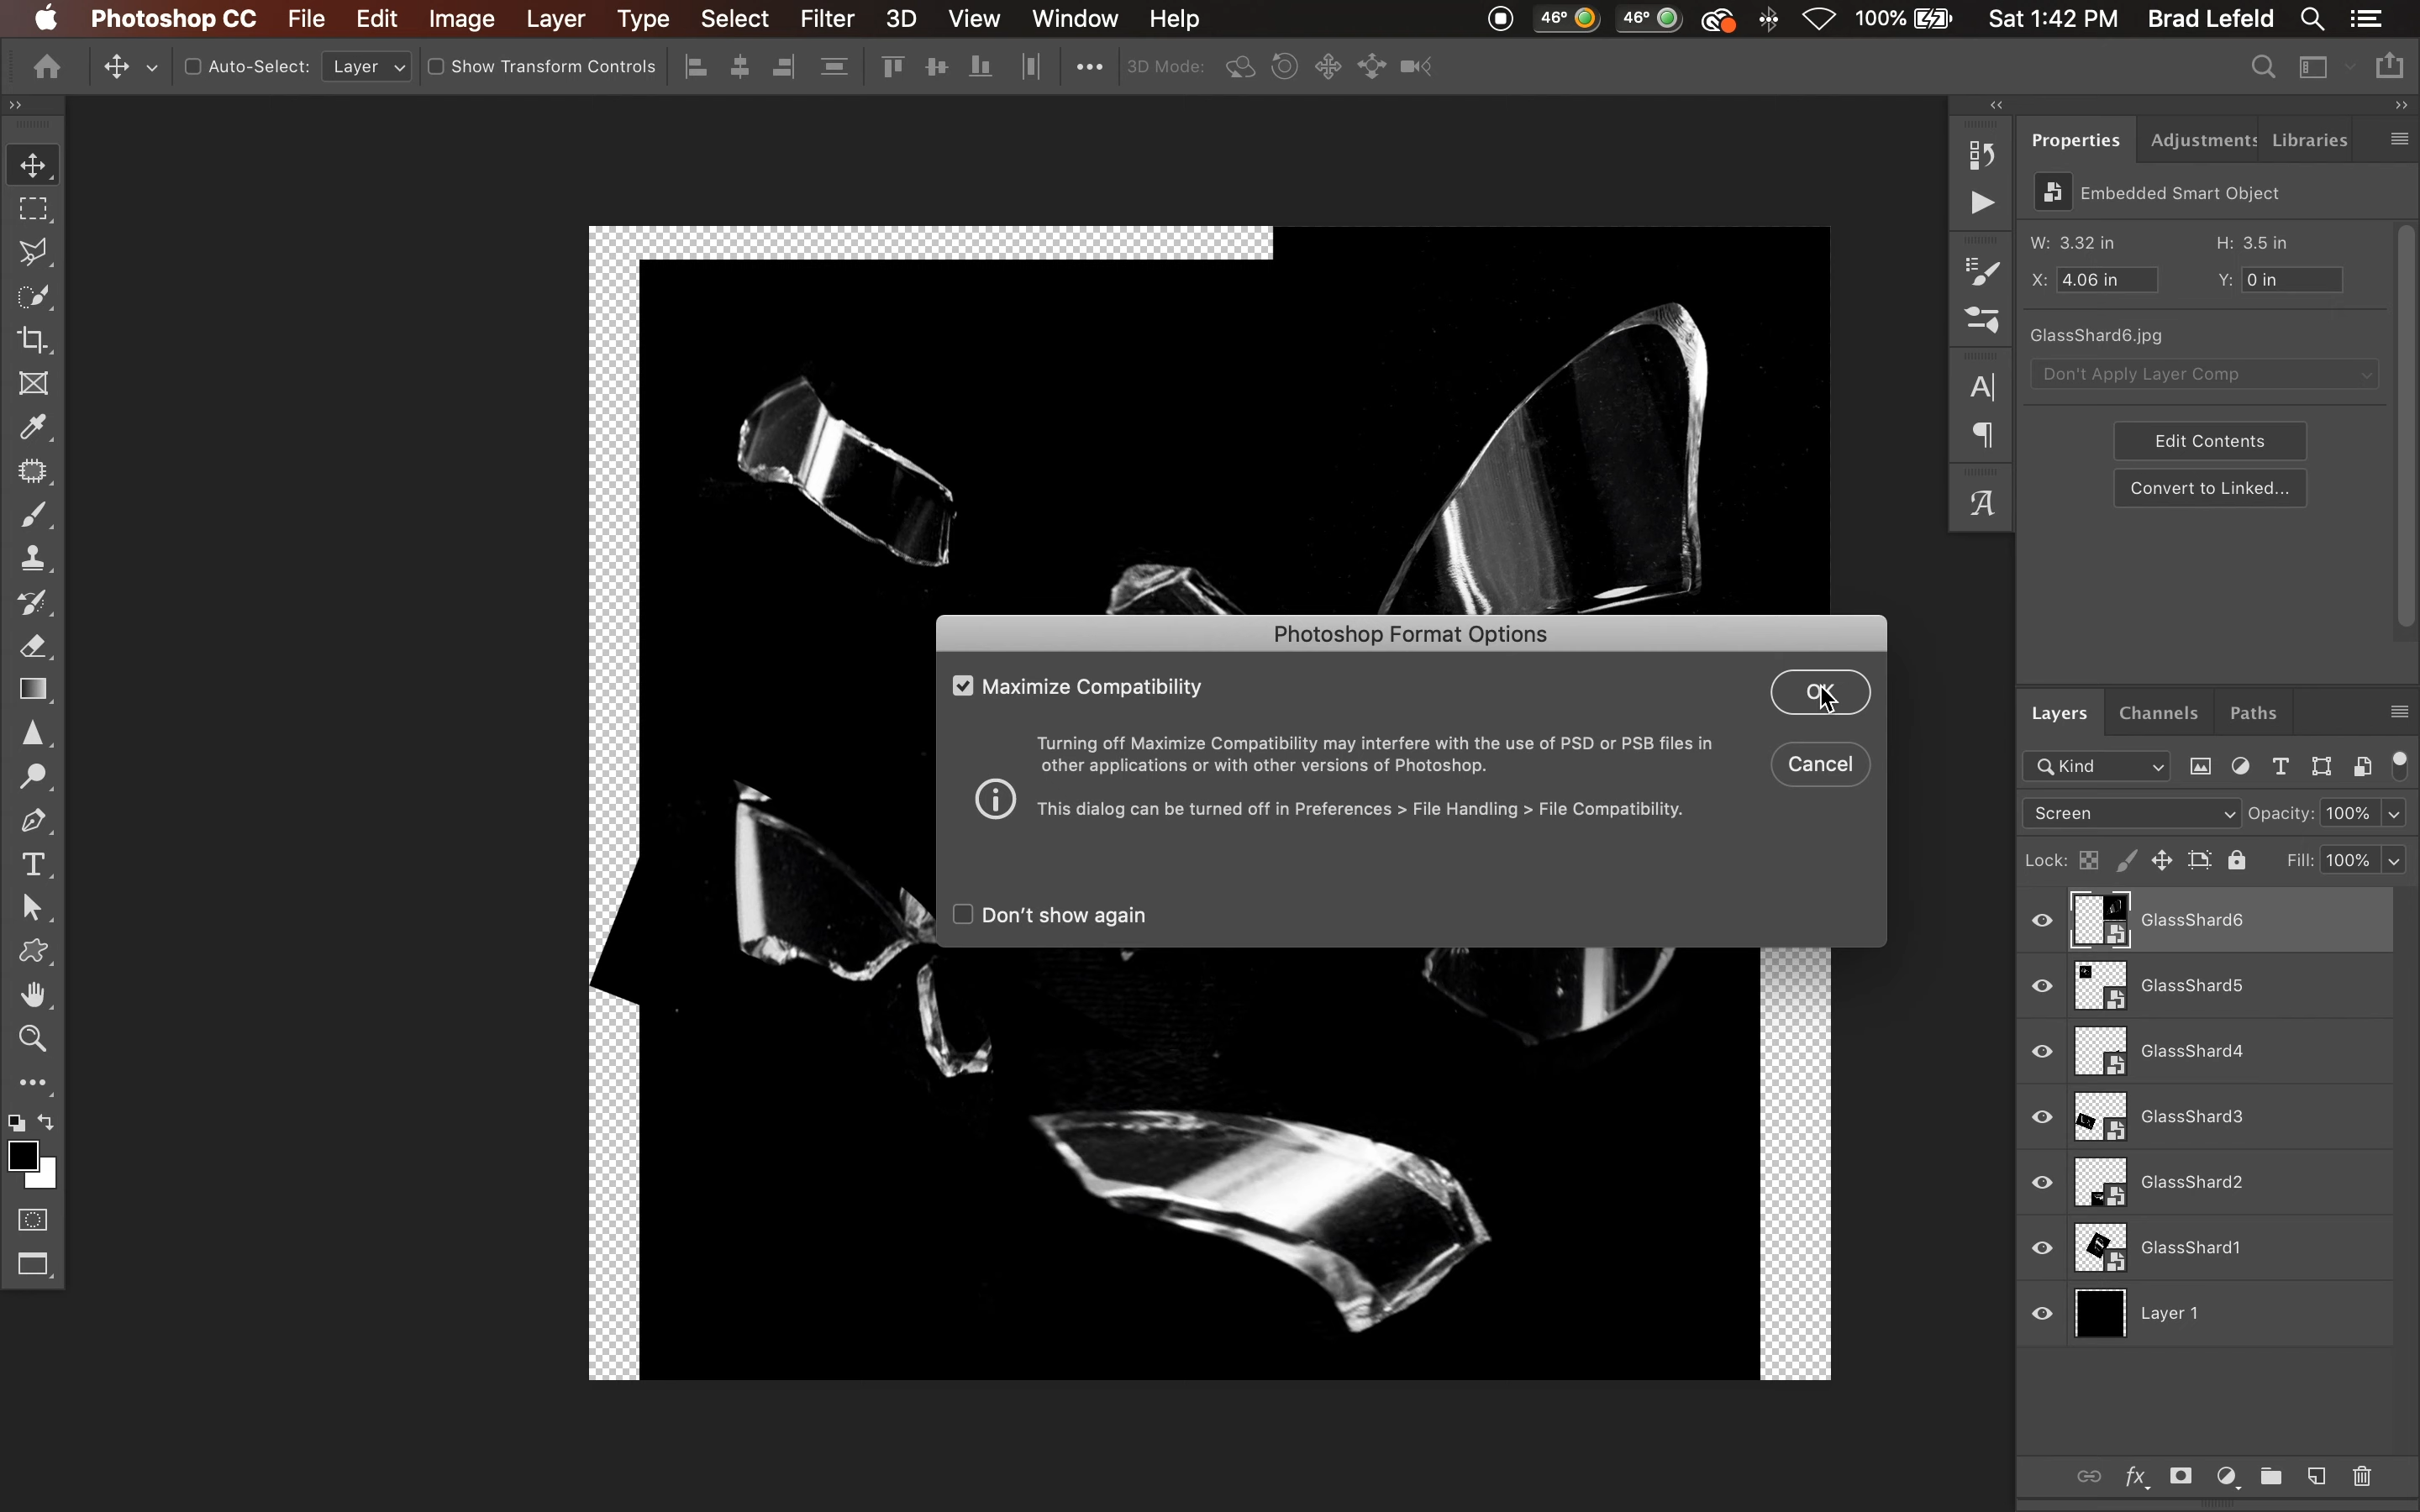 Photoshop CC File Edit Image Layer Type Select Filter 3D View Window Help 46° 46° 100% Sat 1:42 PM Brad Lefeld
Auto-Select: Layer Show Transform Controls 3D Mode:
Properties Adjustments Libraries
Embedded Smart Object
W: 3.32 in H: 3.5 in
X: 4.06 in Y: 0 in
GlassShard6.jpg
Don't Apply Layer Comp
Edit Contents
Convert to Linked...
Photoshop Format Options
Maximize Compatibility
OK
Turning off Maximize Compatibility may interfere with the use of PSD or PSB files in
other applications or with other versions of Photoshop.
Cancel
This dialog can be turned off in Preferences > File Handling > File Compatibility.
Don't show again
Layers Channels Paths
Kind
Screen Opacity: 100%
Lock: Fill: 100%
GlassShard6
GlassShard5
GlassShard4
GlassShard3
GlassShard2
GlassShard1
Layer 1
fx